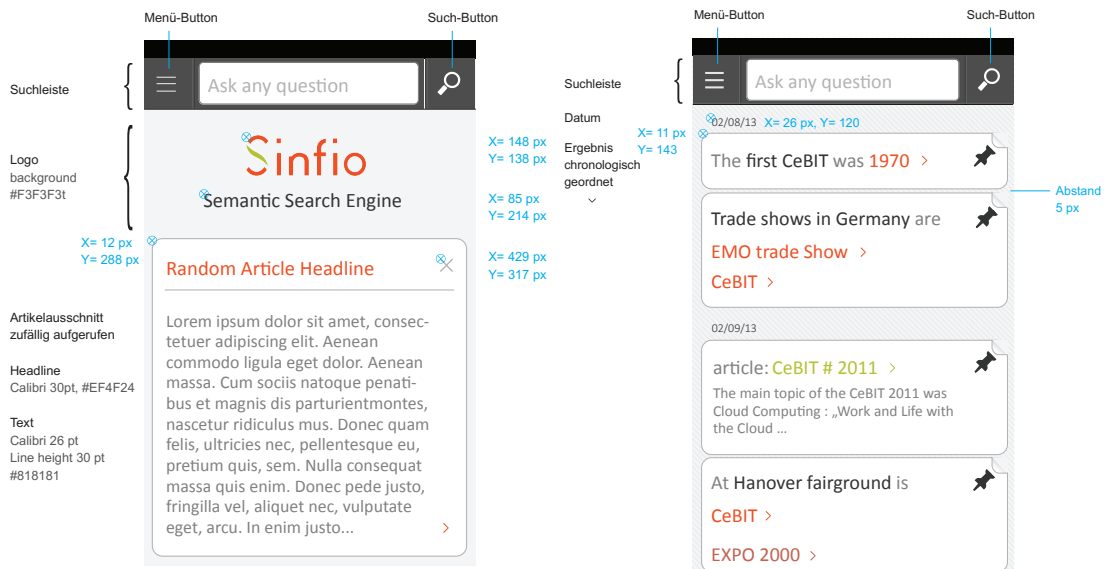 Menü-Button
Such-Button
Suchleiste
Ask any question
Logo
background
#F3F3F3t
Sinfio
Semantic Search Engine
X= 148 px
Y= 138 px
X= 85 px
Y= 214 px
X= 12 px
Y= 288 px
X= 429 px
Y= 317 px
Random Article Headline
Artikelausschnitt
zufällig aufgerufen
Headline
Calibri 30pt, #EF4F24
Text
Calibri 26 pt
Line height 30 pt
#818181
Lorem ipsum dolor sit amet, consec-
tetuer adipiscing elit. Aenean
commodo ligula eget dolor. Aenean
massa. Cum sociis natoque penati-
bus et magnis dis parturientmontes,
nascetur ridiculus mus. Donec quam
felis, ultricies nec, pellentesque eu,
pretium quis, sem. Nulla consequat
massa quis enim. Donec pede justo,
fringilla vel, aliquet nec, vulputate
eget, arcu. In enim justo...
Menü-Button
Such-Button
Suchleiste
Ask any question
Datum
02/08/13 X= 26 px, Y= 120
X= 11 px
Y= 143
Ergebnis
chronologisch
geordnet
The first CeBIT was 1970 >
Abstand
5 px
Trade shows in Germany are
EMO trade Show >
CeBIT >
02/09/13
article: CeBIT # 2011 >
The main topic of the CeBIT 2011 was
Cloud Computing : „Work and Life with
the Cloud ...
At Hanover fairground is
CeBIT >
EXPO 2000 >